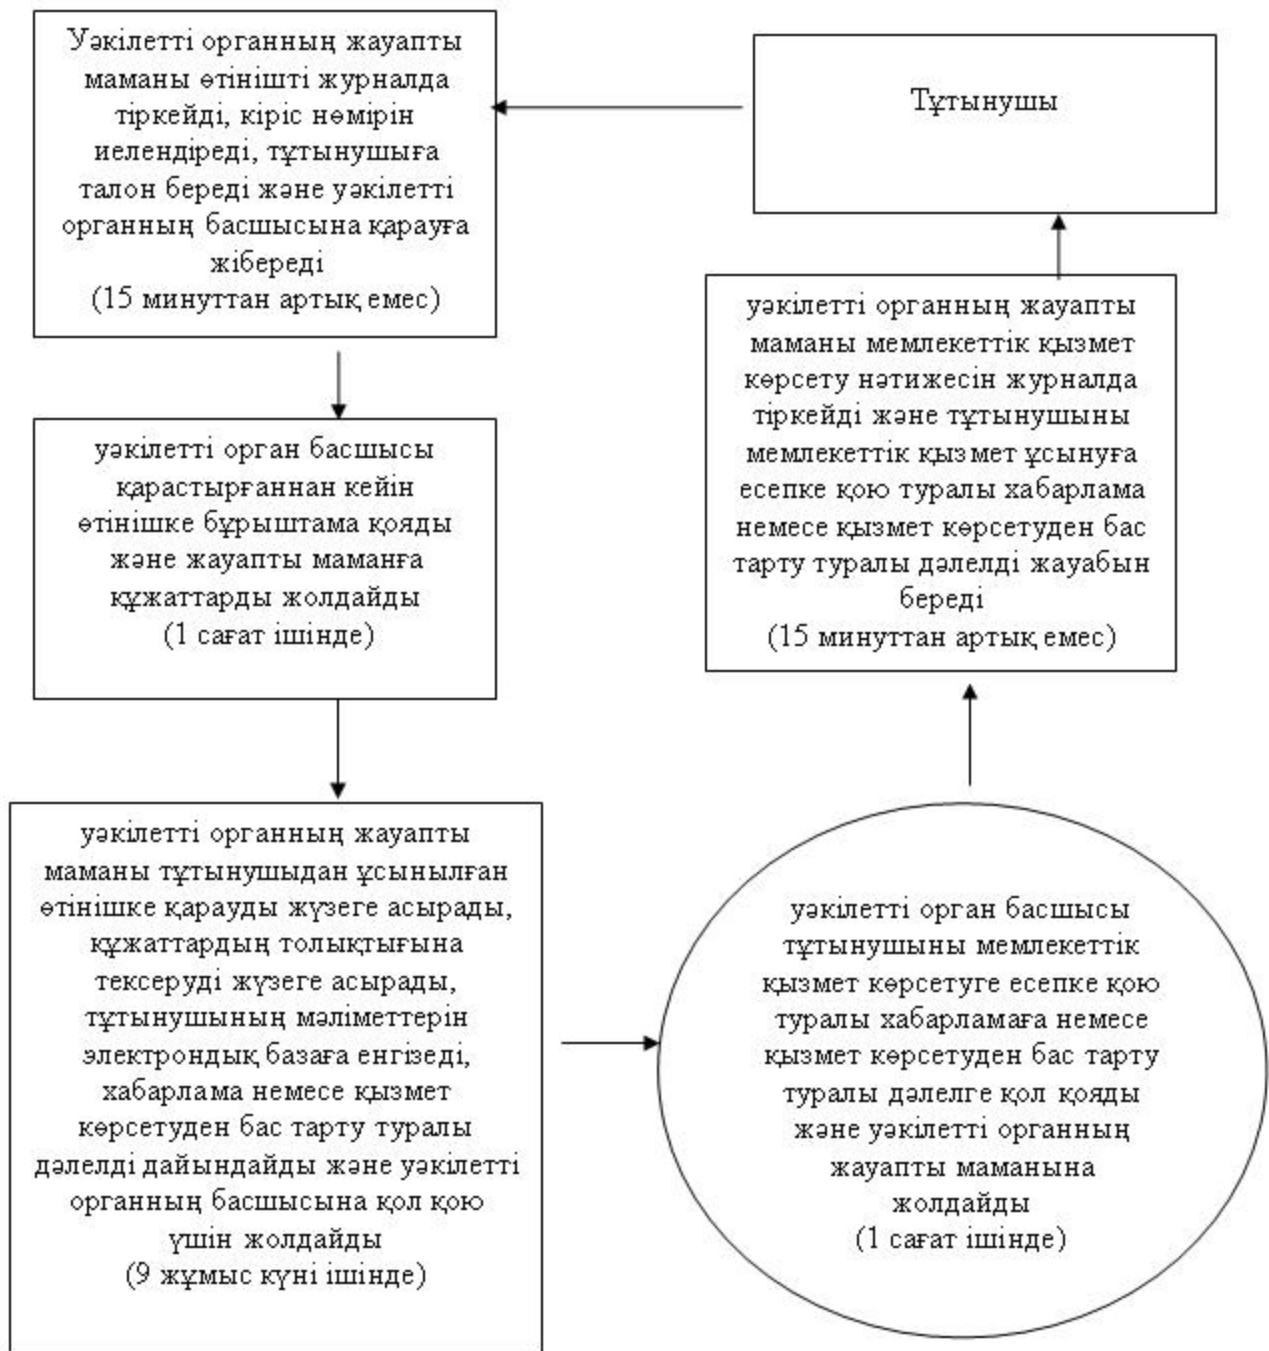 Уәкілетті органның жауапты
маманы өтінішті журналда
тіркейді, кіріс нөмірін
иелендіреді, тұтынушыға
талон береді және уәкілетті
органның басшысына қарауға
жібереді
(15 минуттан артық емес)
Тұтынушы
уәкілетті орган басшысы
қарастырғаннан кейін
өтінішке бұрыштама қояды
және жауапты маманға
құжаттарды жолдайды
(1 сағат ішінде)
уәкілетті органның жауапты
маманы мемлекеттік қызмет
көрсету нәтижесін журналда
тіркейді және тұтынушыны
мемлекеттік қызмет ұсынуға
есепке қою туралы хабарлама
немесе қызмет көрсетуден бас
тарту туралы дәлелді жауабын
береді
(15 минуттан артық емес)
уәкілетті органның жауапты
маманы тұтынушыдан ұсынылған
өтінішке қарауды жүзеге асырады,
құжаттардың толықтығына
тексеруді жүзеге асырады,
тұтынушының мәліметтерін
электрондық базаға енгізеді,
хабарлама немесе қызмет
көрсетуден бас тарту туралы
дәлелді дайындайды және уәкілетті
органның басшысына қол қою
үшін жолдайды
(9 жұмыс күні ішінде)
уәкілетті орган басшысы
тұтынушыны мемлекеттік
қызмет көрсетуге есепке қою
туралы хабарламаға немесе
қызмет көрсетуден бас тарту
туралы дәлелге қол қояды
және уәкілетті органның
жауапты маманына
жолдайды
(1 сағат ішінде)